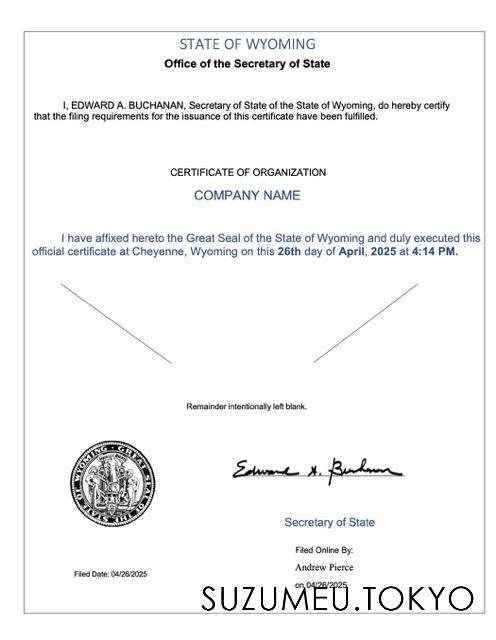 STATE OF WYOMING
Office of the Secretary of State
I, EDWARD A. BUCHANAN, Secretary of State of the State of Wyoming, do hereby certify
that the filing requirements for the issuance of this certificate have been fulfilled.
CERTIFICATE OF ORGANIZATION
COMPANY NAME
I have affixed hereto the Great Seal of the State of Wyoming and duly executed this
official certificate at Cheyenne, Wyoming on this 26th day of April, 2025 at 4:14 PM.
Remainder intentionally left blank.
GREAT SEAL OF THE STATE OF WYOMING
Edward A. Buchanan
Secretary of State
Filed Online By:
Andrew Pierce
Filed Date: 04/26/2025
on 04/26/2025
SUZUMEU.TOKYO